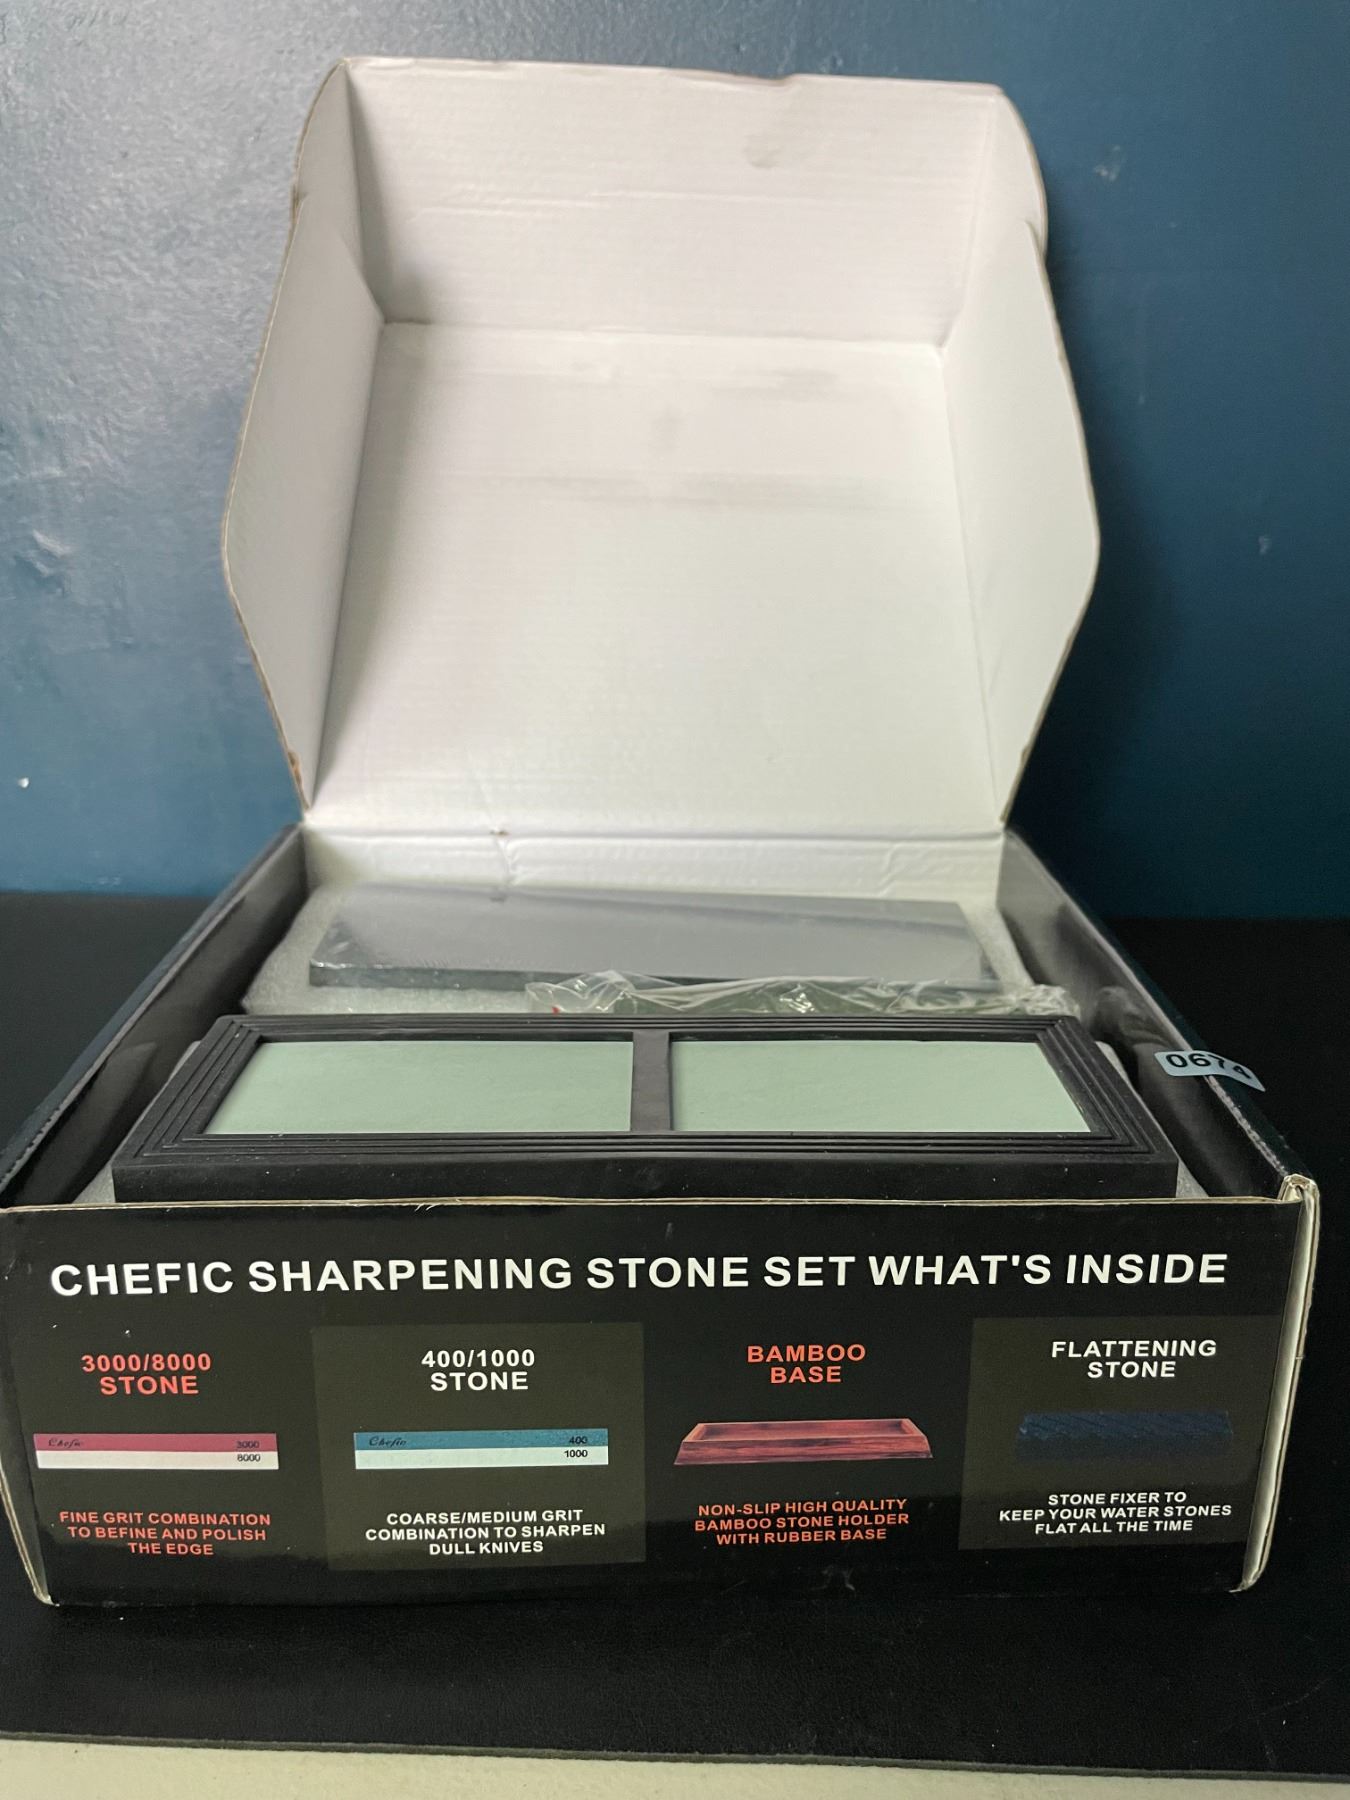 0674
CHEFIC SHARPENING STONE SET WHAT'S INSIDE
3000/8000
STONE
Chefic 3000
8000
FINE GRIT COMBINATION
TO BEFINE AND POLISH
THE EDGE
400/1000
STONE
Chefic 400
1000
COARSE/MEDIUM GRIT
COMBINATION TO SHARPEN
DULL KNIVES
BAMBOO
BASE
NON-SLIP HIGH QUALITY
BAMBOO STONE HOLDER
WITH RUBBER BASE
FLATTENING
STONE
STONE FIXER TO
KEEP YOUR WATER STONES
FLAT ALL THE TIME